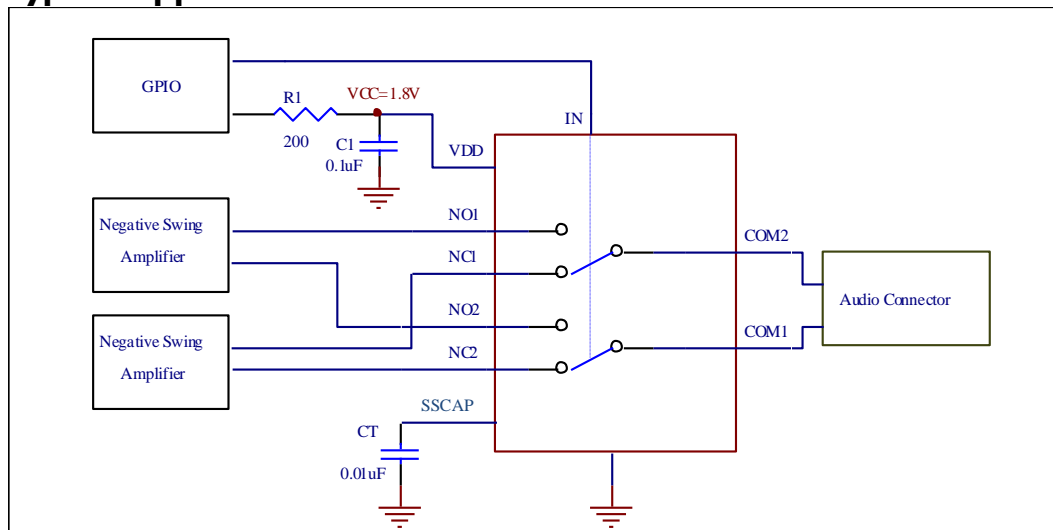 GPIO
R1
200
VCC=1.8V
C1
0.1uF
IN
VDD
Negative Swing
Amplifier
NO1
NC1
NO2
NC2
Negative Swing
Amplifier
COM2
COM1
Audio Connector
SSCAP
CT
0.01uF